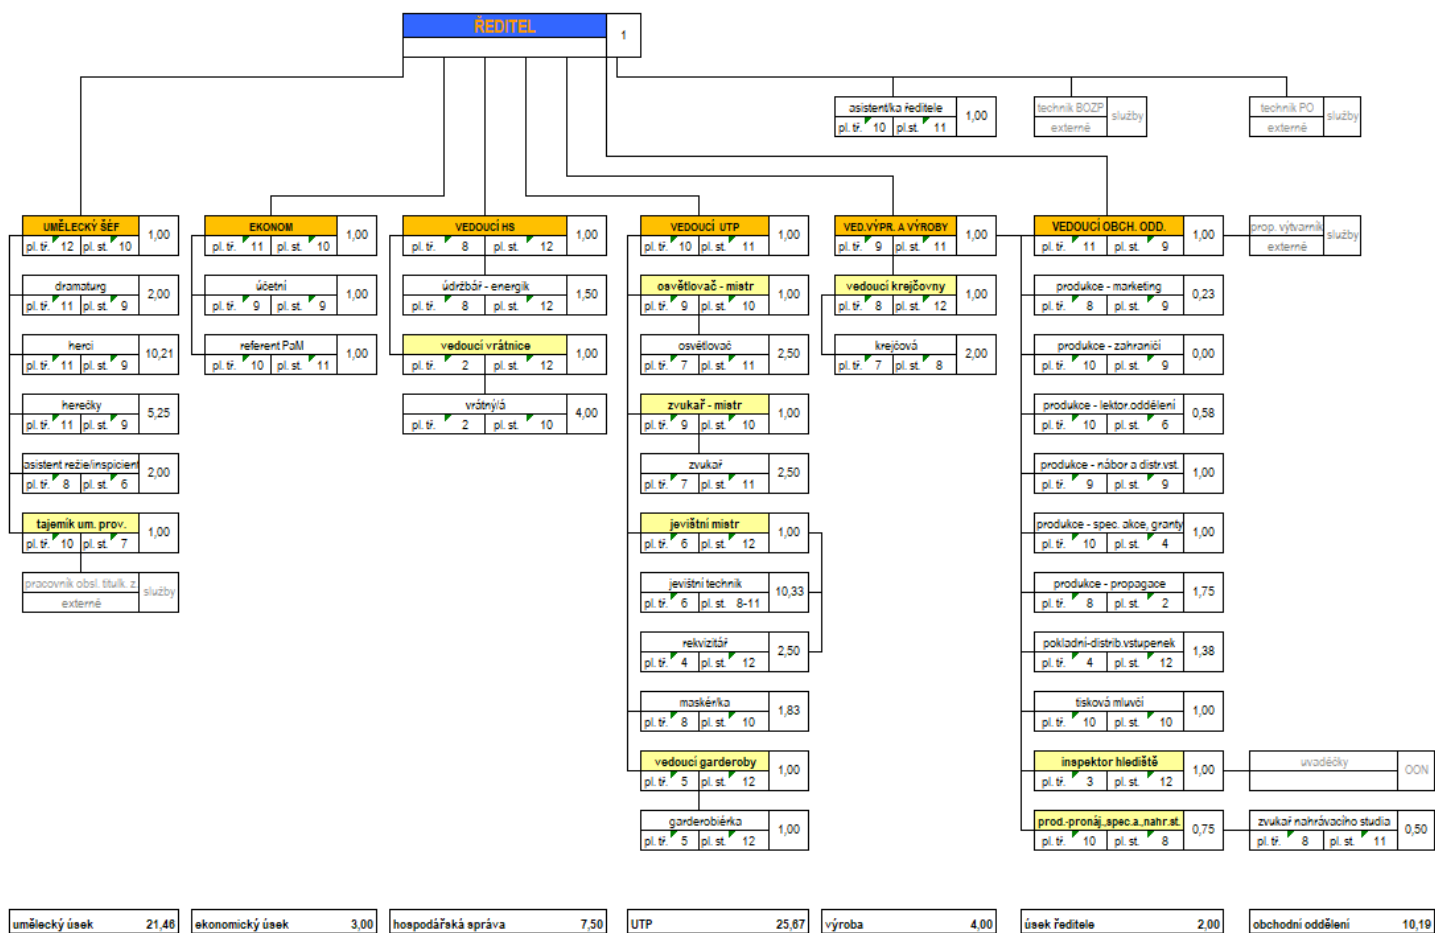 ŘEDITEL
1
asistent/ka ředitele 1,00
pl. tř. 10 pl.st. 11
technik BOZP služby
externě
technik PO služby
externě
UMĚLECKÝ ŠÉF 1,00
pl. tř. 12 pl. st. 10
dramaturg 2,00
pl. tř. 11 pl. st. 9
herci 10,21
pl. tř. 11 pl. st. 9
herečky 5,25
pl. tř. 11 pl. st. 9
asistent režie/inspicient 2,00
pl. tř. 8 pl. st. 6
tajemík um. prov. 1,00
pl. tř. 10 pl. st. 7
pracovník obsl. titulk. z. služby
externě
EKONOM 1,00
pl. tř. 11 pl. st. 10
účetní 1,00
pl. tř. 9 pl. st. 9
referent PaM 1,00
pl. tř. 10 pl. st. 11
VEDOUCÍ HS 1,00
pl. tř. 8 pl. st. 12
údržbář - energik 1,50
pl. tř. 8 pl. st. 12
vedoucí vrátnice 1,00
pl. tř. 2 pl. st. 12
vrátný/á 4,00
pl. tř. 2 pl. st. 10
VEDOUCÍ UTP 1,00
pl. tř. 10 pl. st. 11
osvětlovač - mistr 1,00
pl. tř. 9 pl. st. 10
osvětlovač 2,50
pl. tř. 7 pl. st. 11
zvukař - mistr 1,00
pl. tř. 9 pl. st. 10
zvukař 2,50
pl. tř. 7 pl. st. 11
jevištní mistr 1,00
pl. tř. 6 pl. st. 12
jevištní technik 10,33
pl. tř. 6 pl. st. 8-11
rekvizitář 2,50
pl. tř. 4 pl. st. 12
maskér/ka 1,83
pl. tř. 8 pl. st. 10
vedoucí garderoby 1,00
pl. tř. 5 pl. st. 12
garderobiérka 1,00
pl. tř. 5 pl. st. 12
VED.VÝPR. A VÝROBY 1,00
pl. tř. 9 pl. st. 11
vedoucí krejčovny 1,00
pl. tř. 8 pl. st. 12
krejčová 2,00
pl. tř. 7 pl. st. 8
VEDOUCÍ OBCH. ODD. 1,00
pl. tř. 11 pl. st. 9
prop. výtvarník služby
externě
produkce - marketing 0,23
pl. tř. 8 pl. st. 9
produkce - zahraničí 0,00
pl. tř. 10 pl. st. 9
produkce - lektor.oddělení 0,58
pl. tř. 10 pl. st. 6
produkce - nábor a distr.vst. 1,00
pl. tř. 9 pl. st. 9
produkce - spec. akce, granty 1,00
pl. tř. 10 pl. st. 4
produkce - propagace 1,75
pl. tř. 8 pl. st. 2
pokladní-distrib.vstupenek 1,38
pl. tř. 4 pl. st. 12
tisková mluvčí 1,00
pl. tř. 10 pl. st. 10
inspektor hlediště 1,00
pl. tř. 3 pl. st. 12
uvaděčky OON
prod.-pronáj.,spec.a.,nahr.st. 0,75
pl. tř. 10 pl. st. 8
zvukař nahrávacího studia 0,50
pl. tř. 8 pl. st. 11
umělecký úsek 21,46
ekonomický úsek 3,00
hospodářská správa 7,50
UTP 25,67
výroba 4,00
úsek ředitele 2,00
obchodní oddělení 10,19